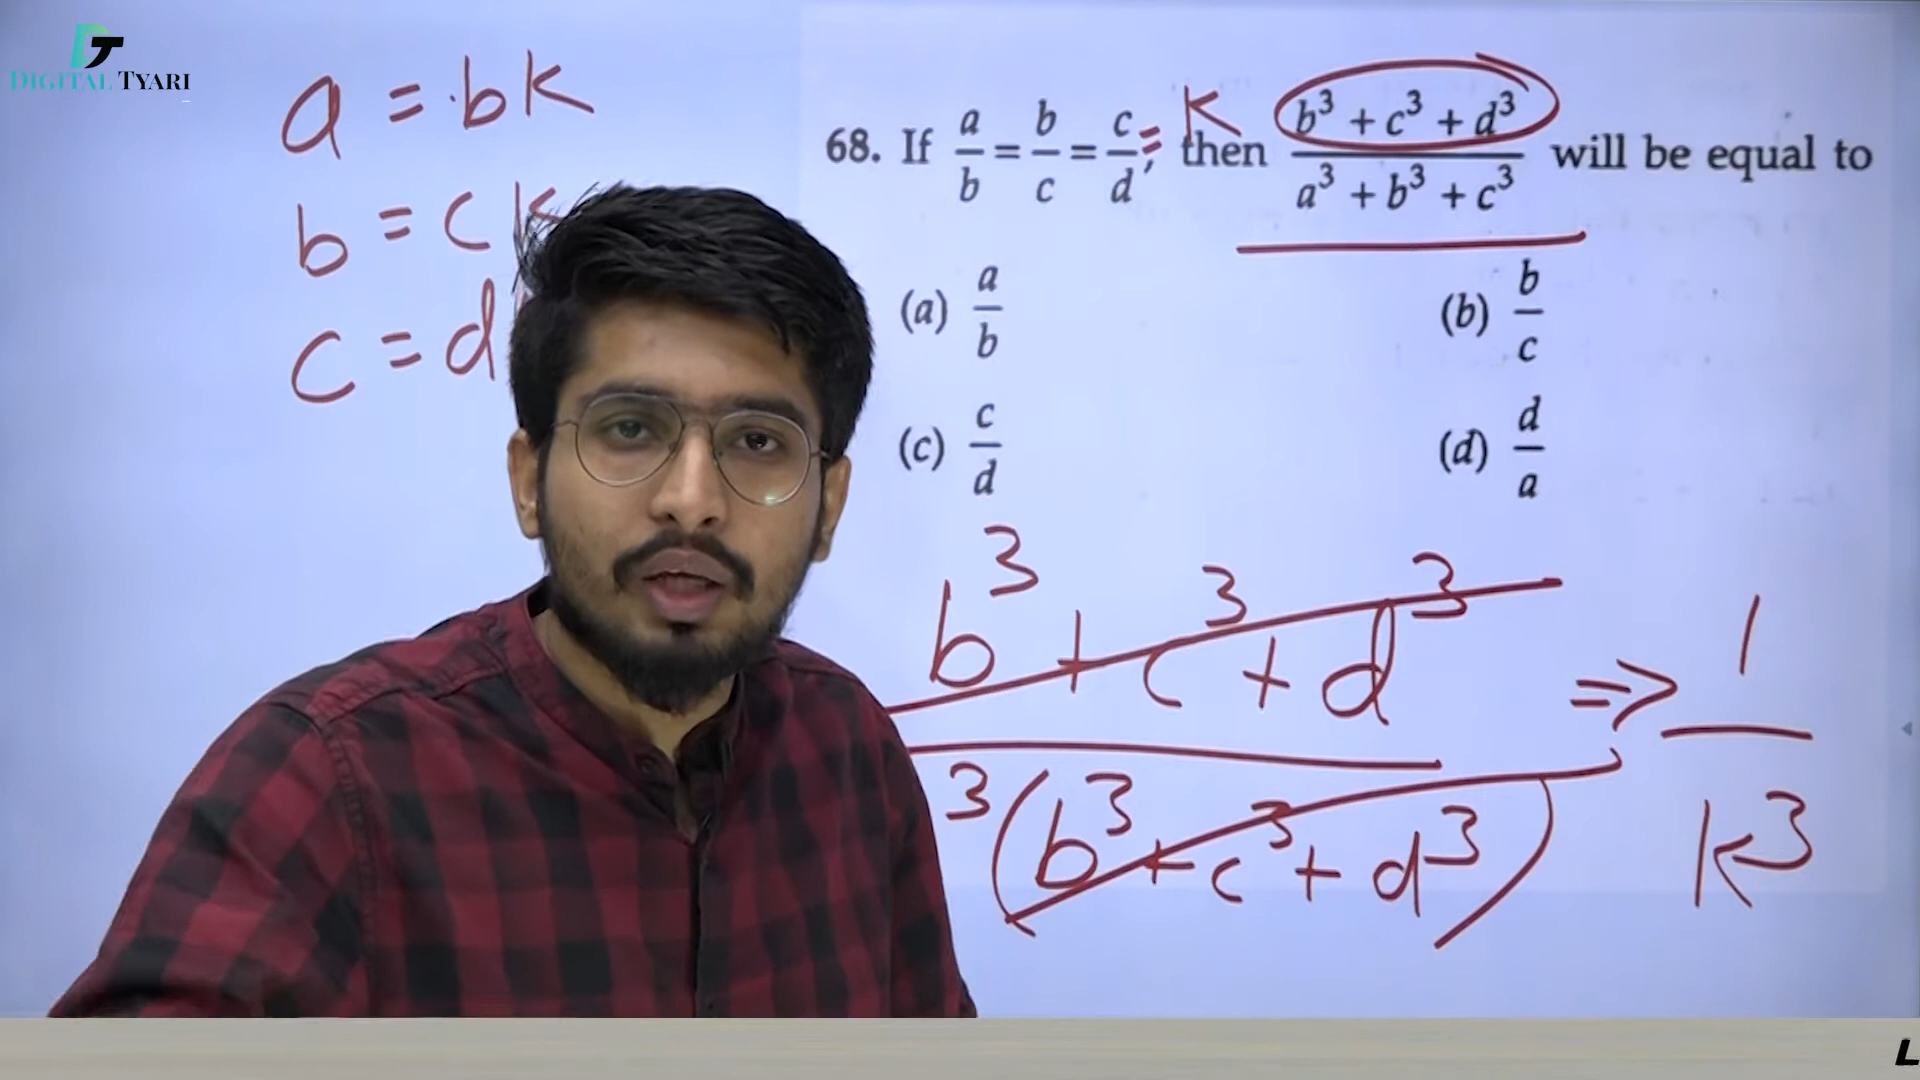 DT
DIGITAL TYARI
a = bk
b = ck
c = d
68. If a/b = b/c = c/d, = K then b³ + c³ + d³ / a³ + b³ + c³ will be equal to
(a) a/b (b) b/c
(c) c/d (d) d/a
b³ + c³ + d³ => 1
3(b³ + c³ + d³) k³
L